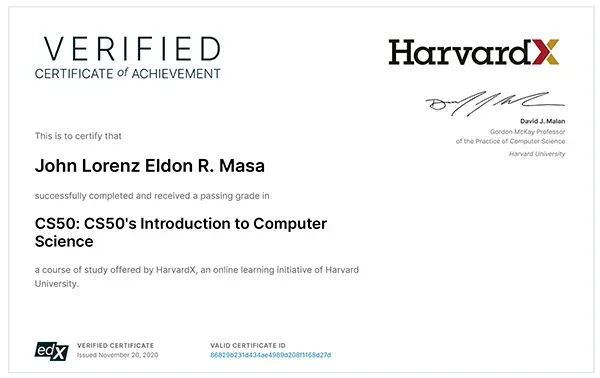 VERIFIED
CERTIFICATE of ACHIEVEMENT
HarvardX
David J. Malan
Gordon McKay Professor
of the Practice of Computer Science
Harvard University
This is to certify that
John Lorenz Eldon R. Masa
successfully completed and received a passing grade in
CS50: CS50's Introduction to Computer
Science
a course of study offered by HarvardX, an online learning initiative of Harvard
University.
edX
VERIFIED CERTIFICATE
Issued November 20, 2020
VALID CERTIFICATE ID
86829b231d434ae4989d208f1168d27d